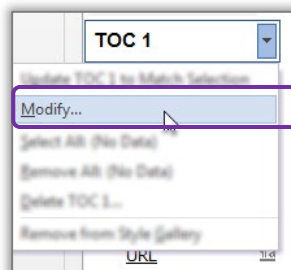 TOC 1
Update TOC 1 to Match Selection
Modify...
Select All: (No Data)
Remove All: (No Data)
Delete TOC 1...
Remove from Style Gallery
URL